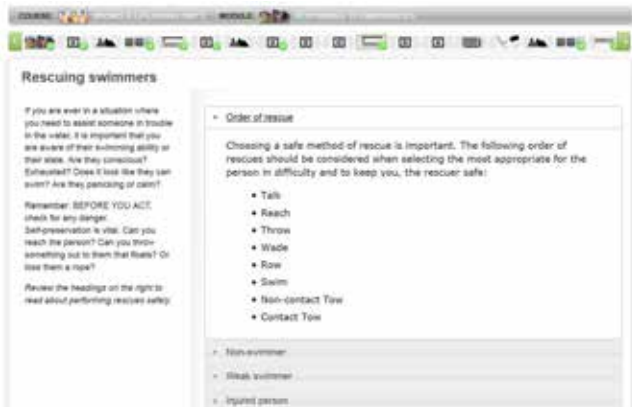 COURSE:
MODULE:
Rescuing swimmers
If you are ever in a situation where
you need to assist someone in trouble
in the water, it is important that you
are aware of their swimming ability or
their state. Are they conscious?
Exhausted? Does it look like they can
swim? Are they panicking or calm?
Remember: BEFORE YOU ACT,
check for any danger.
Self-preservation is vital. Can you
reach the person? Can you throw
something out to them that floats? Or
toss them a rope?
Review the headings on the right to
read about performing rescues safely.
Order of rescue
Choosing a safe method of rescue is important. The following order of
rescues should be considered when selecting the most appropriate for the
person in difficulty and to keep you, the rescuer safe:
• Talk
• Reach
• Throw
• Wade
• Row
• Swim
• Non-contact Tow
• Contact Tow
Non-swimmer
Weak swimmer
Injured person